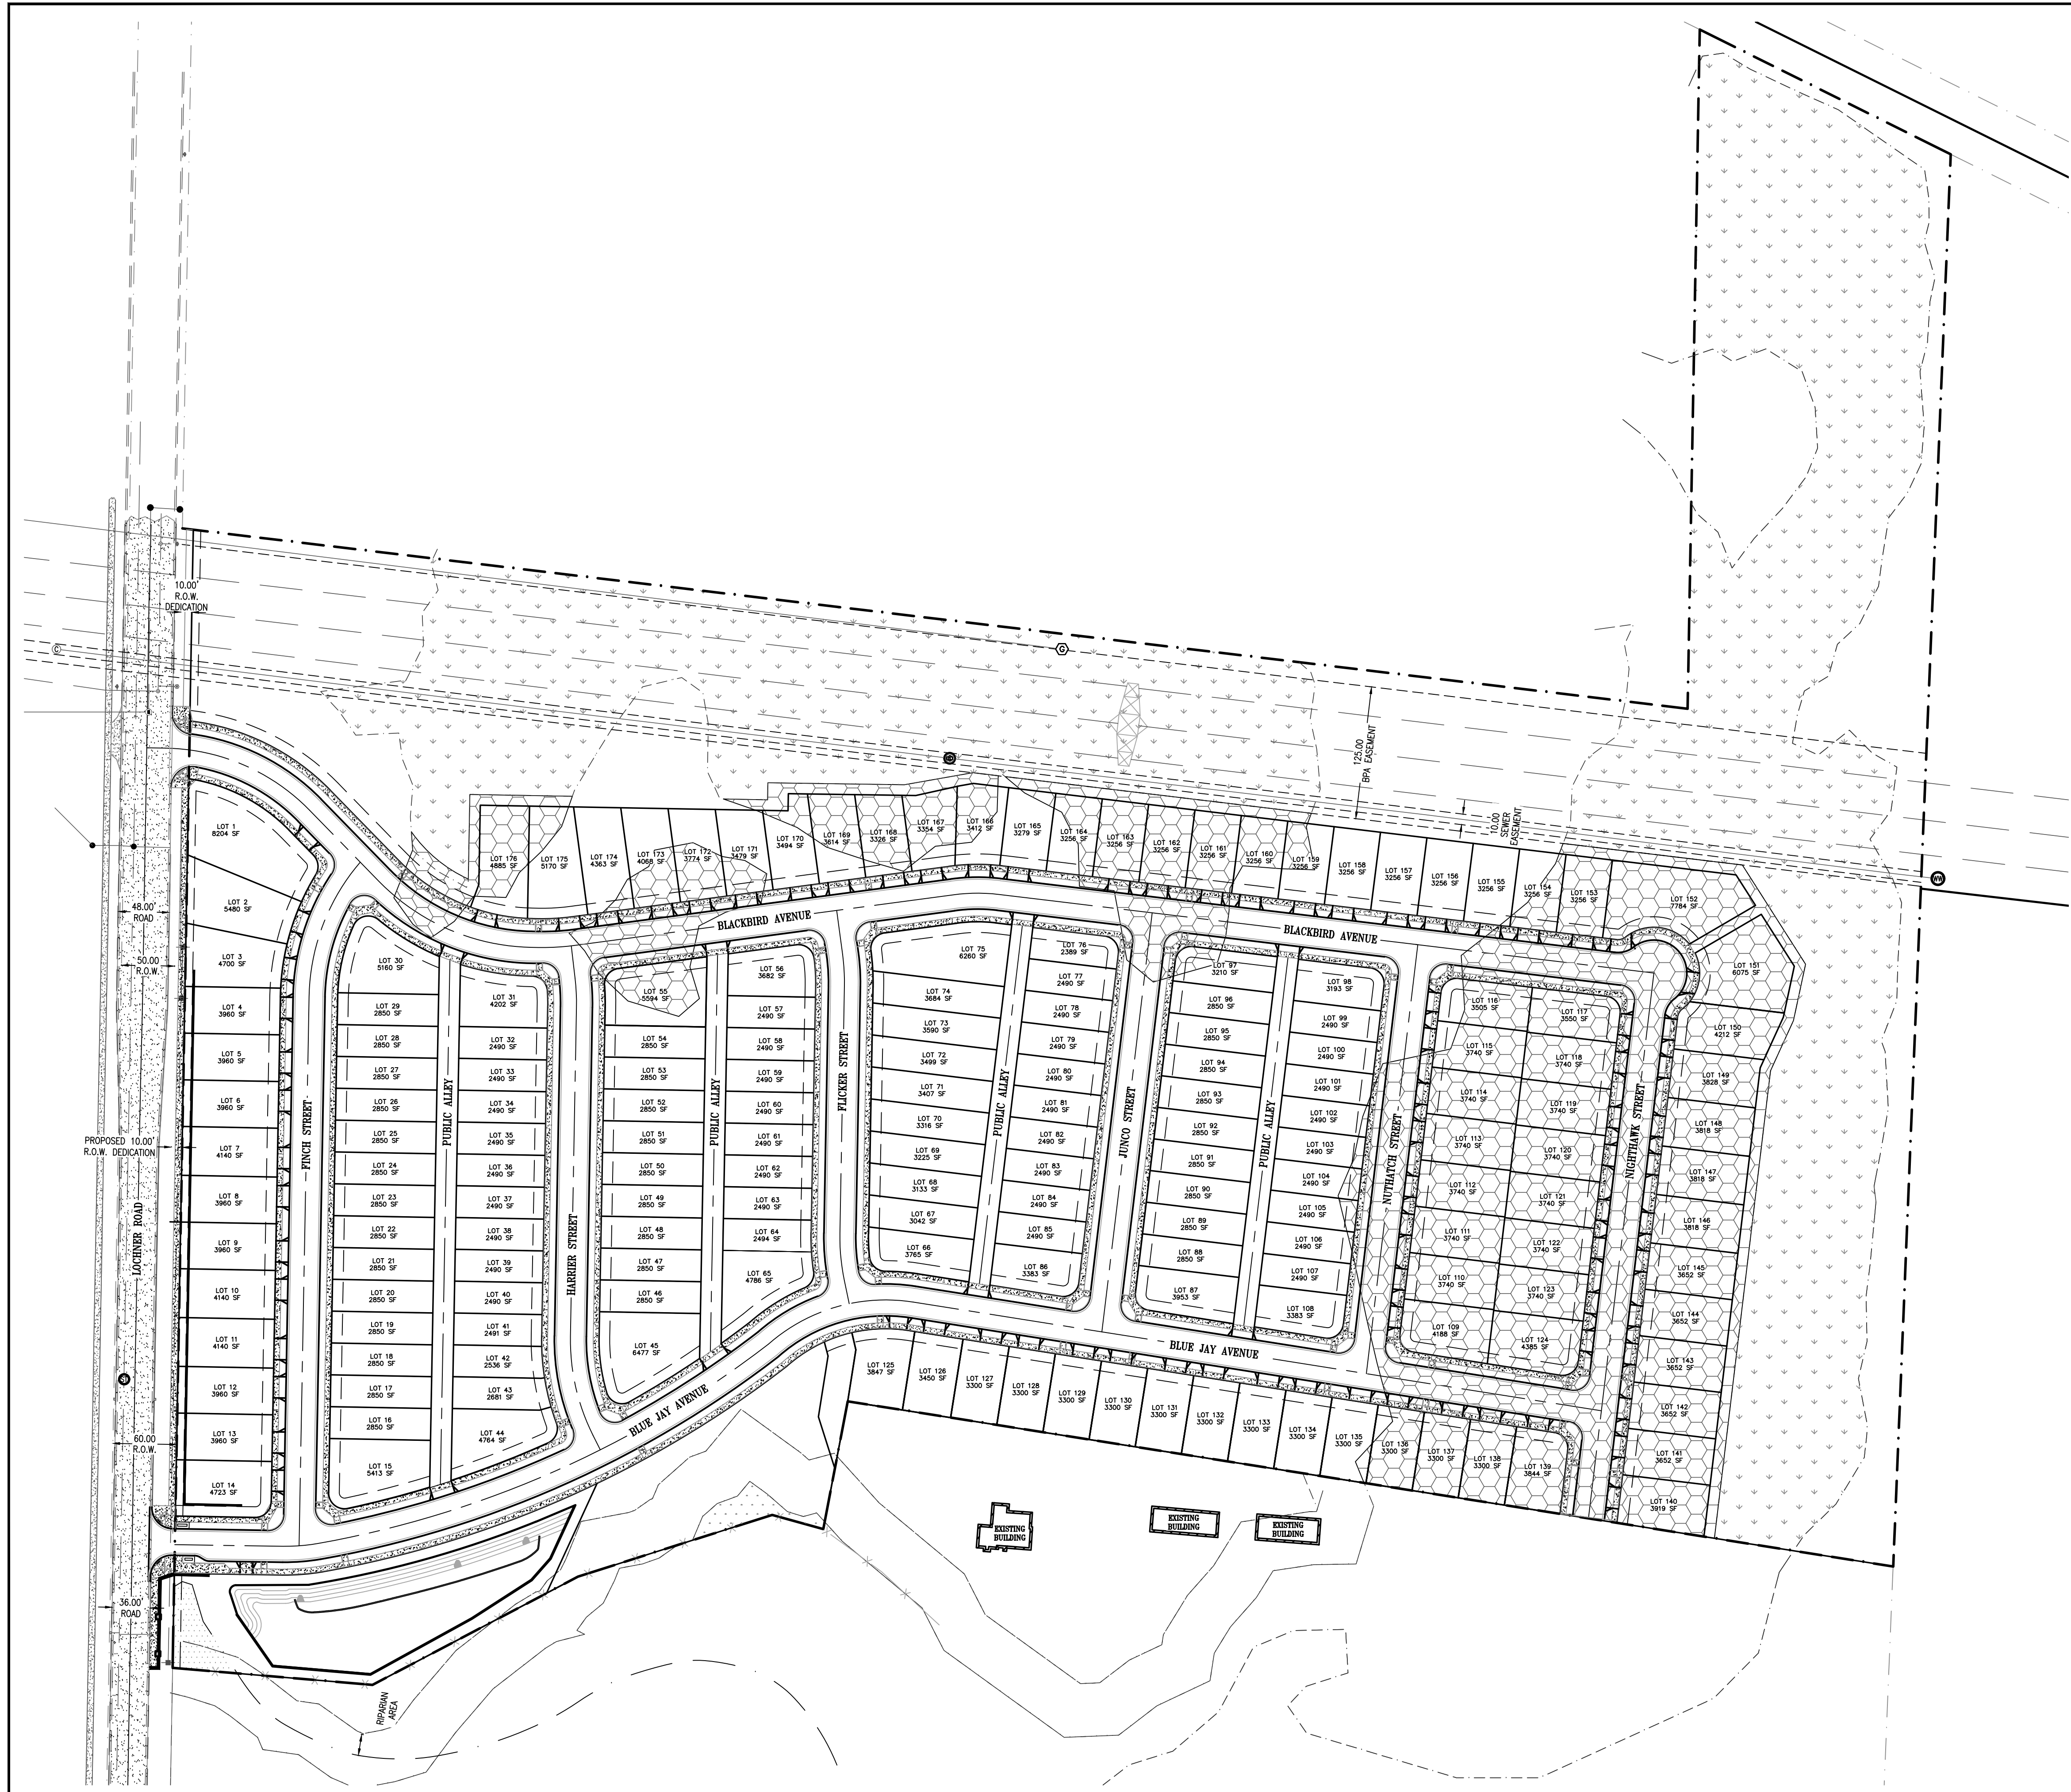 10.00'
R.O.W.
DEDICATION
C
G
SD
125.00
BPA EASEMENT
10.00
SEWER
EASEMENT
WW
48.00'
ROAD
50.00
R.O.W.
PROPOSED 10.00'
R.O.W. DEDICATION
LOCHNER ROAD
60.00
R.O.W.
36.00'
ROAD
RIPARIAN
AREA
FINCH STREET
PUBLIC ALLEY
HARRIER STREET
PUBLIC ALLEY
FLICKER STREET
PUBLIC ALLEY
JUNCO STREET
PUBLIC ALLEY
NUTHATCH STREET
NIGHTHAWK STREET
BLACKBIRD AVENUE
BLACKBIRD AVENUE
BLUE JAY AVENUE
BLUE JAY AVENUE
EXISTING
BUILDING
EXISTING
BUILDING
EXISTING
BUILDING
LOT 1
8204 SF
LOT 2
5480 SF
LOT 3
4700 SF
LOT 4
3960 SF
LOT 5
3960 SF
LOT 6
3960 SF
LOT 7
4140 SF
LOT 8
3960 SF
LOT 9
3960 SF
LOT 10
4140 SF
LOT 11
4140 SF
LOT 12
3960 SF
LOT 13
3960 SF
LOT 14
4723 SF
LOT 15
5413 SF
LOT 16
2850 SF
LOT 17
2850 SF
LOT 18
2850 SF
LOT 19
2850 SF
LOT 20
2850 SF
LOT 21
2850 SF
LOT 22
2850 SF
LOT 23
2850 SF
LOT 24
2850 SF
LOT 25
2850 SF
LOT 26
2850 SF
LOT 27
2850 SF
LOT 28
2850 SF
LOT 29
2850 SF
LOT 30
5160 SF
LOT 31
4202 SF
LOT 32
2490 SF
LOT 33
2490 SF
LOT 34
2490 SF
LOT 35
2490 SF
LOT 36
2490 SF
LOT 37
2490 SF
LOT 38
2490 SF
LOT 39
2490 SF
LOT 40
2490 SF
LOT 41
2491 SF
LOT 42
2536 SF
LOT 43
2681 SF
LOT 44
4764 SF
LOT 45
6477 SF
LOT 46
2850 SF
LOT 47
2850 SF
LOT 48
2850 SF
LOT 49
2850 SF
LOT 50
2850 SF
LOT 51
2850 SF
LOT 52
2850 SF
LOT 53
2850 SF
LOT 54
2850 SF
LOT 55
5594 SF
LOT 56
3682 SF
LOT 57
2490 SF
LOT 58
2490 SF
LOT 59
2490 SF
LOT 60
2490 SF
LOT 61
2490 SF
LOT 62
2490 SF
LOT 63
2490 SF
LOT 64
2494 SF
LOT 65
4786 SF
LOT 66
3765 SF
LOT 67
3042 SF
LOT 68
3133 SF
LOT 69
3225 SF
LOT 70
3316 SF
LOT 71
3407 SF
LOT 72
3499 SF
LOT 73
3590 SF
LOT 74
3684 SF
LOT 75
6260 SF
LOT 76
2389 SF
LOT 77
2490 SF
LOT 78
2490 SF
LOT 79
2490 SF
LOT 80
2490 SF
LOT 81
2490 SF
LOT 82
2490 SF
LOT 83
2490 SF
LOT 84
2490 SF
LOT 85
2490 SF
LOT 86
3383 SF
LOT 87
3953 SF
LOT 88
2850 SF
LOT 89
2850 SF
LOT 90
2850 SF
LOT 91
2850 SF
LOT 92
2850 SF
LOT 93
2850 SF
LOT 94
2850 SF
LOT 95
2850 SF
LOT 96
2850 SF
LOT 97
3210 SF
LOT 98
3193 SF
LOT 99
2490 SF
LOT 100
2490 SF
LOT 101
2490 SF
LOT 102
2490 SF
LOT 103
2490 SF
LOT 104
2490 SF
LOT 105
2490 SF
LOT 106
2490 SF
LOT 107
2490 SF
LOT 108
3383 SF
LOT 109
4188 SF
LOT 110
3740 SF
LOT 111
3740 SF
LOT 112
3740 SF
LOT 113
3740 SF
LOT 114
3740 SF
LOT 115
3740 SF
LOT 116
3505 SF
LOT 117
3550 SF
LOT 118
3740 SF
LOT 119
3740 SF
LOT 120
3740 SF
LOT 121
3740 SF
LOT 122
3740 SF
LOT 123
3740 SF
LOT 124
4385 SF
LOT 125
3847 SF
LOT 126
3450 SF
LOT 127
3300 SF
LOT 128
3300 SF
LOT 129
3300 SF
LOT 130
3300 SF
LOT 131
3300 SF
LOT 132
3300 SF
LOT 133
3300 SF
LOT 134
3300 SF
LOT 135
3300 SF
LOT 136
3300 SF
LOT 137
3300 SF
LOT 138
3300 SF
LOT 139
3844 SF
LOT 140
3919 SF
LOT 141
3652 SF
LOT 142
3652 SF
LOT 143
3652 SF
LOT 144
3652 SF
LOT 145
3652 SF
LOT 146
3818 SF
LOT 147
3818 SF
LOT 148
3818 SF
LOT 149
3828 SF
LOT 150
4212 SF
LOT 151
6075 SF
LOT 152
7784 SF
LOT 153
3256 SF
LOT 154
3256 SF
LOT 155
3256 SF
LOT 156
3256 SF
LOT 157
3256 SF
LOT 158
3256 SF
LOT 159
3256 SF
LOT 160
3256 SF
LOT 161
3256 SF
LOT 162
3256 SF
LOT 163
3256 SF
LOT 164
3256 SF
LOT 165
3279 SF
LOT 166
3412 SF
LOT 167
3354 SF
LOT 168
3326 SF
LOT 169
3614 SF
LOT 170
3494 SF
LOT 171
3479 SF
LOT 172
3774 SF
LOT 173
4068 SF
LOT 174
4363 SF
LOT 175
5170 SF
LOT 176
4885 SF